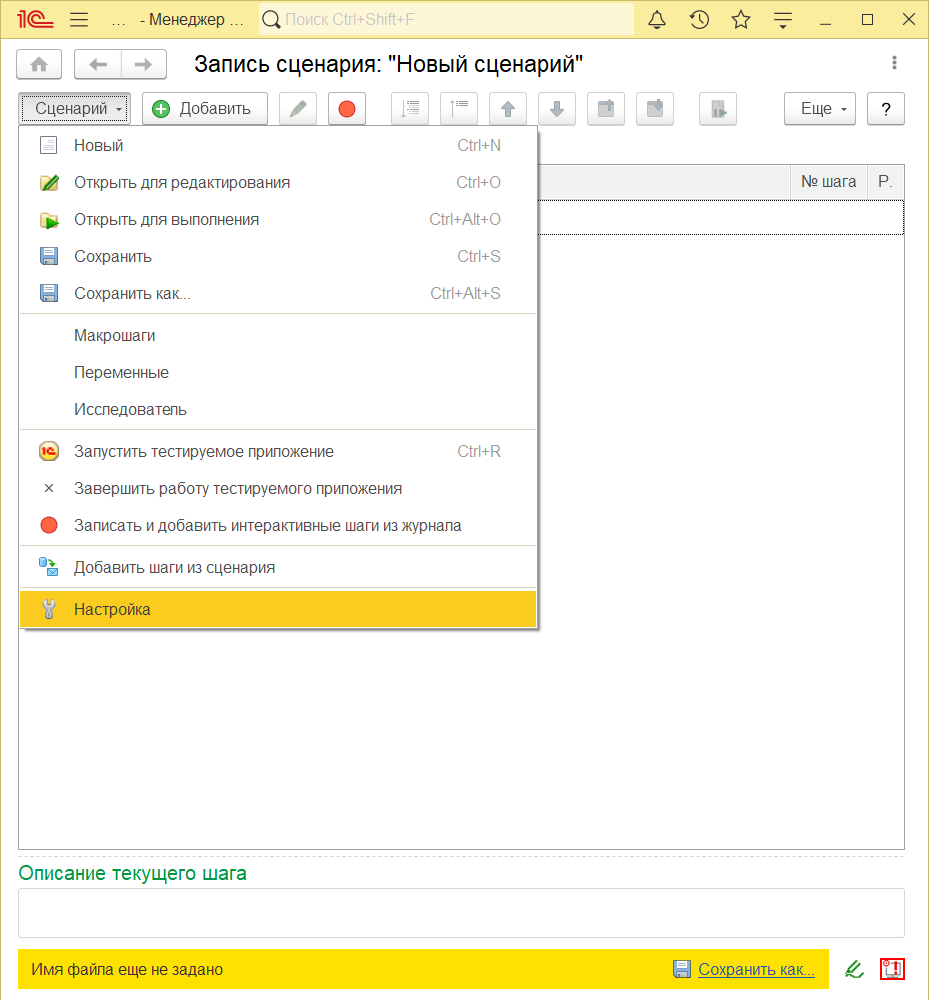 1С ... - Менеджер ... Поиск Ctrl+Shift+F
Запись сценария: "Новый сценарий"
Сценарий Добавить Еще ?
Новый Ctrl+N
№ шага Р.
Открыть для редактирования Ctrl+O
Открыть для выполнения Ctrl+Alt+O
Сохранить Ctrl+S
Сохранить как... Ctrl+Alt+S
Макрошаги
Переменные
Исследователь
1С Запустить тестируемое приложение Ctrl+R
Завершить работу тестируемого приложения
Записать и добавить интерактивные шаги из журнала
Добавить шаги из сценария
Настройка
Описание текущего шага
Имя файла еще не задано Сохранить как...